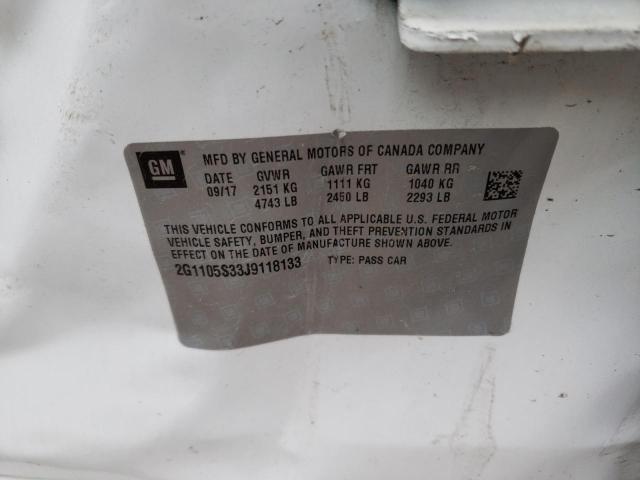 GM
MFD BY GENERAL MOTORS OF CANADA COMPANY
DATE GVWR GAWR FRT GAWR RR
09/17 2151 KG 1111 KG 1040 KG
4743 LB 2450 LB 2293 LB
THIS VEHICLE CONFORMS TO ALL APPLICABLE U.S. FEDERAL MOTOR
VEHICLE SAFETY, BUMPER, AND THEFT PREVENTION STANDARDS IN
EFFECT ON THE DATE OF MANUFACTURE SHOWN ABOVE.
2G1105S33J9118133 TYPE: PASS CAR